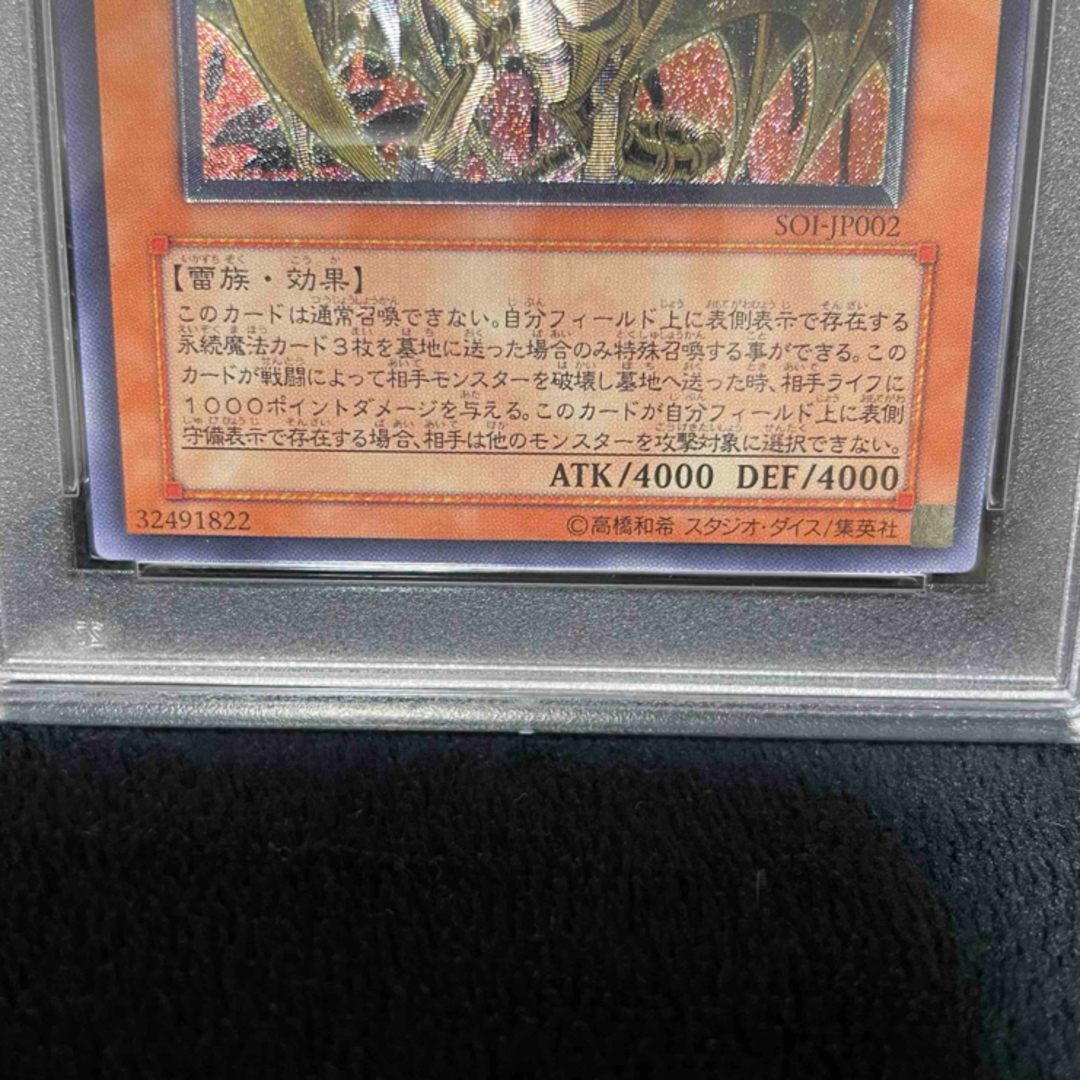 SOI-JP002
【雷族・効果】
このカードは通常召喚できない。自分フィールド上に表側表示で存在する
永続魔法カード３枚を墓地に送った場合のみ特殊召喚する事ができる。この
カードが戦闘によって相手モンスターを破壊し墓地へ送った時、相手ライフに
１０００ポイントダメージを与える。このカードが自分フィールド上に表側
守備表示で存在する場合、相手は他のモンスターを攻撃対象に選択できない。
ATK/4000 DEF/4000
32491822 ©高橋和希 スタジオ・ダイス/集英社